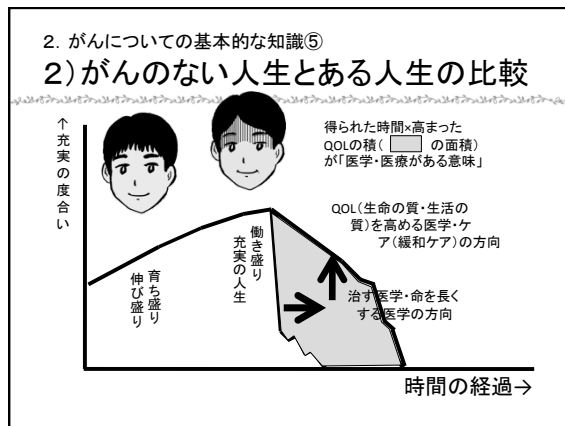 2. がんについての基本的な知識⑤
2)がんのない人生とある人生の比較
↑充実の度合い
得られた時間×高まった
QOLの積( の面積)
が「医学・医療がある意味」
QOL(生命の質・生活の
質)を高める医学・ケ
ア(緩和ケア)の方向
働き盛り
充実の人生
育ち盛り
伸び盛り
治す医学・命を長く
する医学の方向
時間の経過→